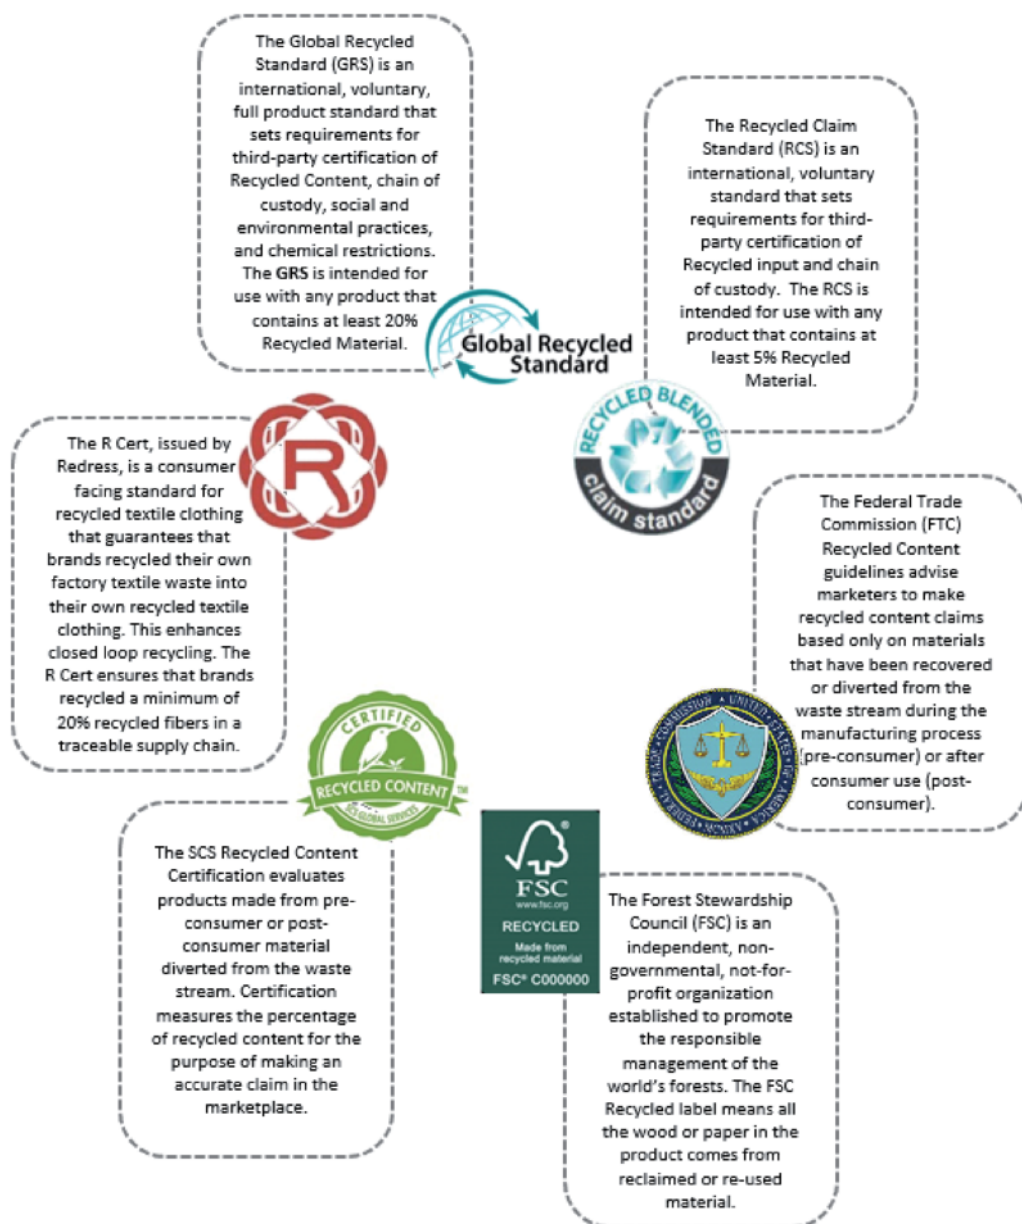 The Global Recycled
Standard (GRS) is an
international, voluntary,
full product standard that
sets requirements for
third-party certification of
Recycled Content, chain of
custody, social and
environmental practices,
and chemical restrictions.
The GRS is intended for
use with any product that
contains at least 20%
Recycled Material.
Global Recycled
Standard
The Recycled Claim
Standard (RCS) is an
international, voluntary
standard that sets
requirements for third-
party certification of
Recycled input and chain
of custody.  The RCS is
intended for use with any
product that contains at
least 5% Recycled
Material.
RECYCLED BLENDED
claim standard
The R Cert, issued by
Redress, is a consumer
facing standard for
recycled textile clothing
that guarantees that
brands recycled their own
factory textile waste into
their own recycled textile
clothing. This enhances
closed loop recycling. The
R Cert ensures that brands
recycled a minimum of
20% recycled fibers in a
traceable supply chain.
R
The Federal Trade
Commission (FTC)
Recycled Content
guidelines advise
marketers to make
recycled content claims
based only on materials
that have been recovered
or diverted from the
waste stream during the
manufacturing process
(pre-consumer) or after
consumer use (post-
consumer).
FEDERAL TRADE COMMISSION UNITED STATES OF AMERICA
CERTIFIED
RECYCLED CONTENT™
SCS GLOBAL SERVICES
The SCS Recycled Content
Certification evaluates
products made from pre-
consumer or post-
consumer material
diverted from the waste
stream. Certification
measures the percentage
of recycled content for the
purpose of making an
accurate claim in the
marketplace.
FSC
www.fsc.org
RECYCLED
Made from
recycled material
FSC® C000000
The Forest Stewardship
Council (FSC) is an
independent, non-
governmental, not-for-
profit organization
established to promote
the responsible
management of the
world's forests. The FSC
Recycled label means all
the wood or paper in the
product comes from
reclaimed or re-used
material.